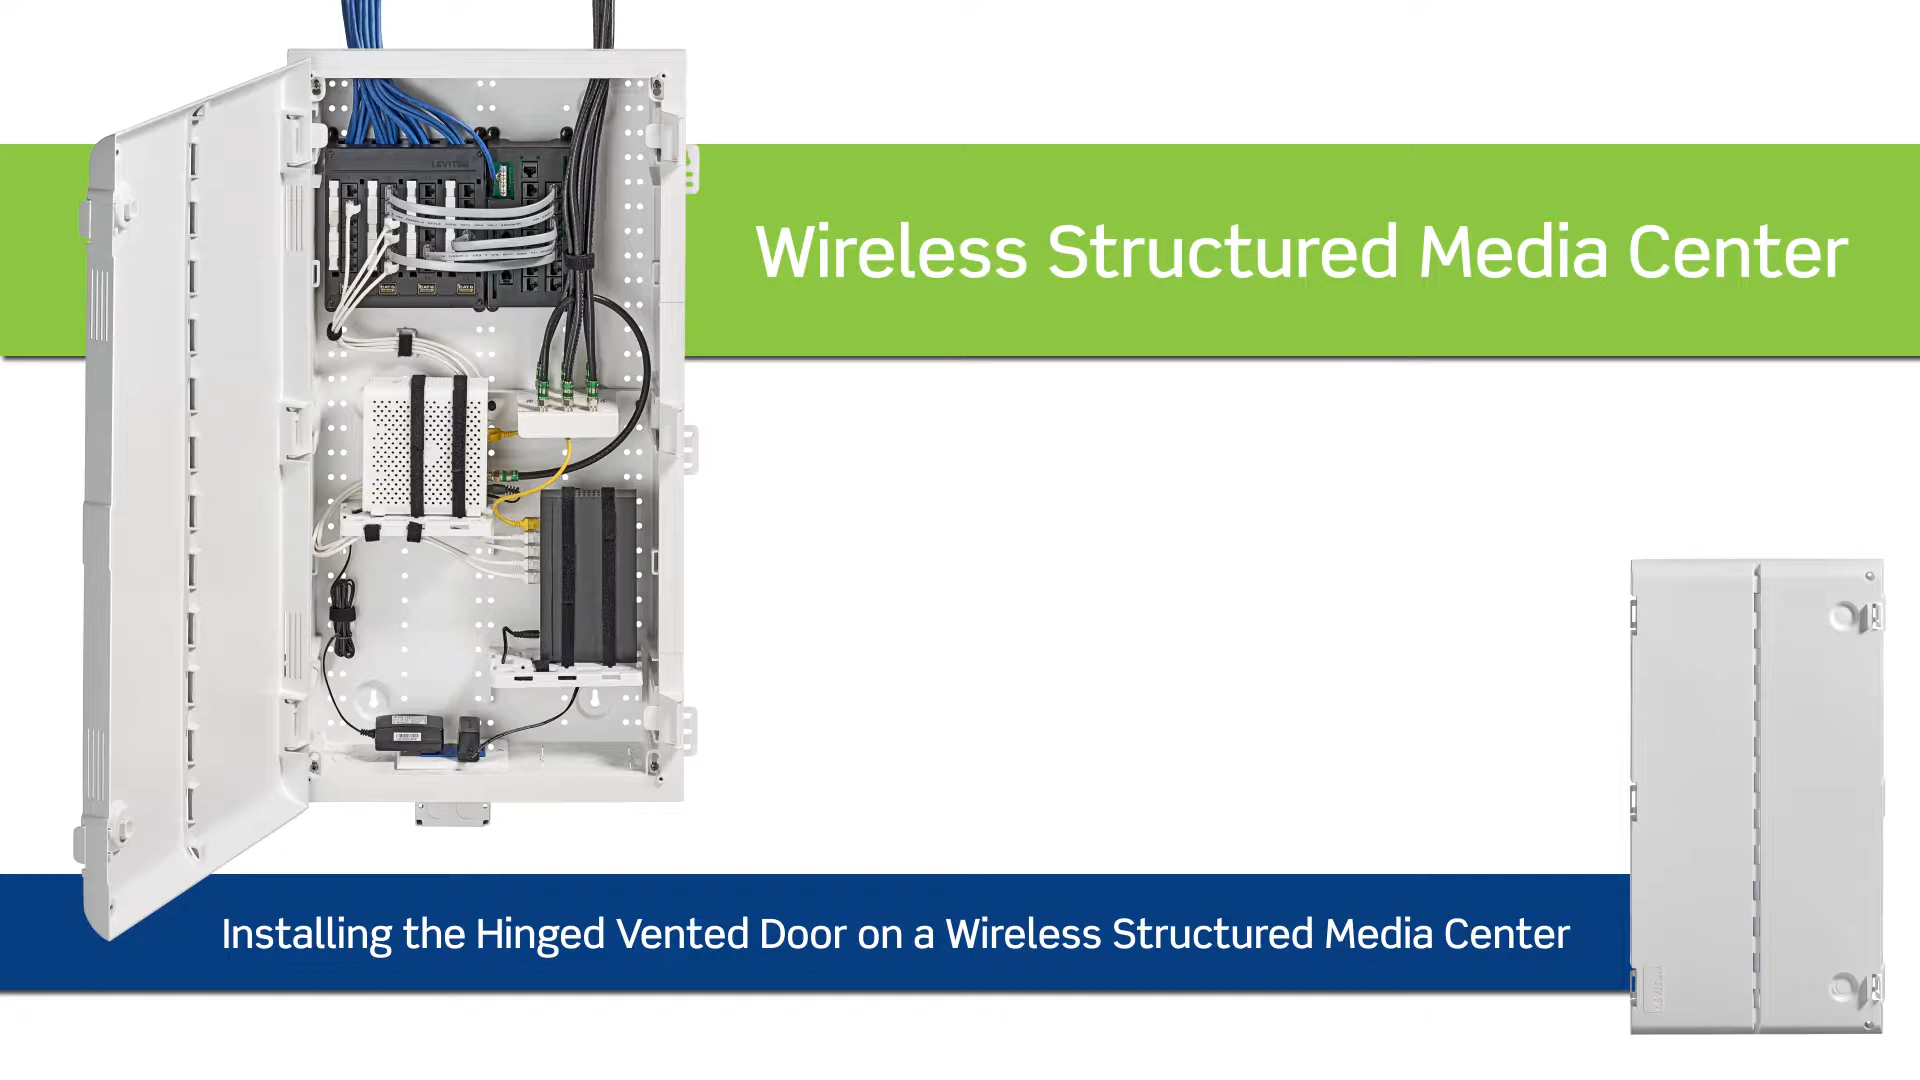 Wireless Structured Media Center
Installing the Hinged Vented Door on a Wireless Structured Media Center